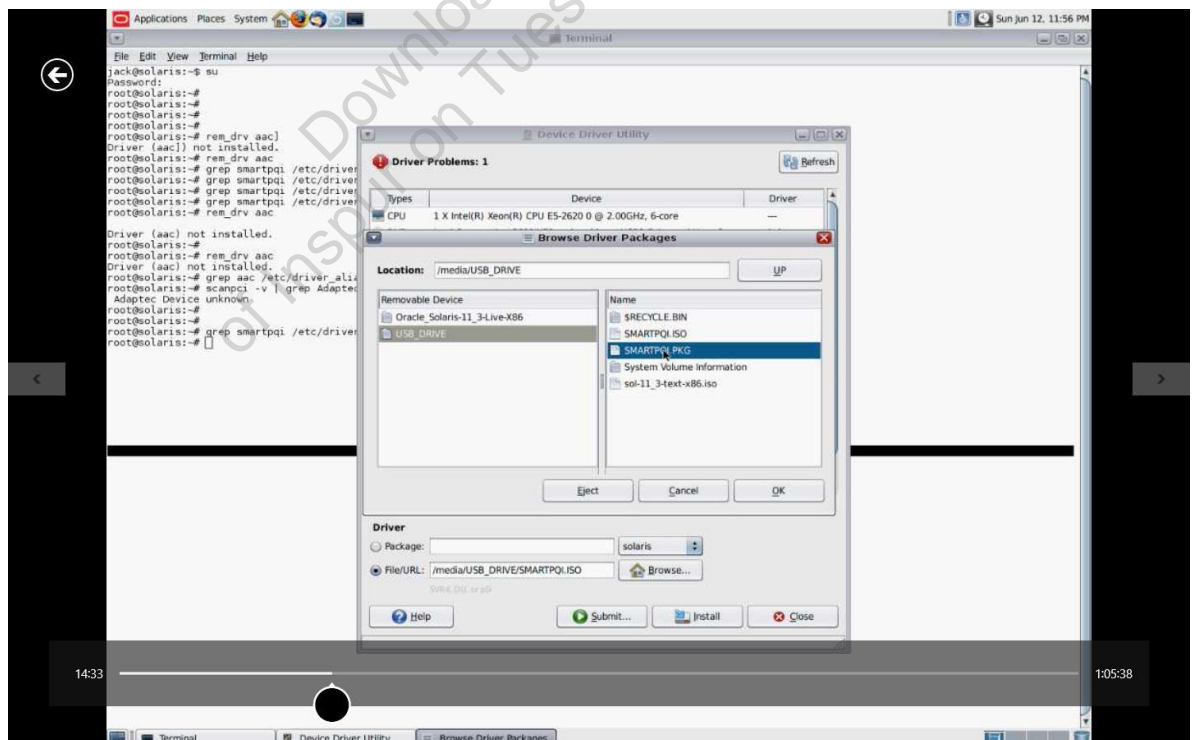 Applications Places System
Sun Jun 12, 11:56 PM
Terminal
File Edit View Terminal Help
jack@solaris:~$ su
Password:
root@solaris:~#
root@solaris:~#
root@solaris:~#
root@solaris:~#
root@solaris:~# rem_drv aac]
Driver (aac]) not installed.
root@solaris:~# rem_drv aac
root@solaris:~# grep smartpqi /etc/driver
root@solaris:~# grep smartpqi /etc/driver
root@solaris:~# grep smartpqi /etc/driver
root@solaris:~# grep smartpqi /etc/driver
root@solaris:~# rem_drv aac
Driver (aac) not installed.
root@solaris:~#
root@solaris:~# rem_drv aac
Driver (aac) not installed.
root@solaris:~# grep aac /etc/driver_alia
root@solaris:~# scanpci -v | grep Adaptec
Adaptec Device unknown
root@solaris:~#
root@solaris:~#
root@solaris:~# grep smartpqi /etc/driver
root@solaris:~#
Device Driver Utility
Driver Problems: 1
Refresh
Types Device Driver
CPU 1 X Intel(R) Xeon(R) CPU E5-2620 0 @ 2.00GHz, 6-core —
Browse Driver Packages
Location: /media/USB_DRIVE UP
Removable Device
Oracle_Solaris-11_3-Live-X86
USB_DRIVE
Name
$RECYCLE.BIN
SMARTPQI.ISO
SMARTPQI.PKG
System Volume Information
sol-11_3-text-x86.iso
Eject Cancel OK
Driver
Package: solaris
File/URL: /media/USB_DRIVE/SMARTPQI.ISO Browse...
Help Submit... Install Close
14:33 1:05:38
Terminal Device Driver Utility Browse Driver Packages
of Inspur on Tues